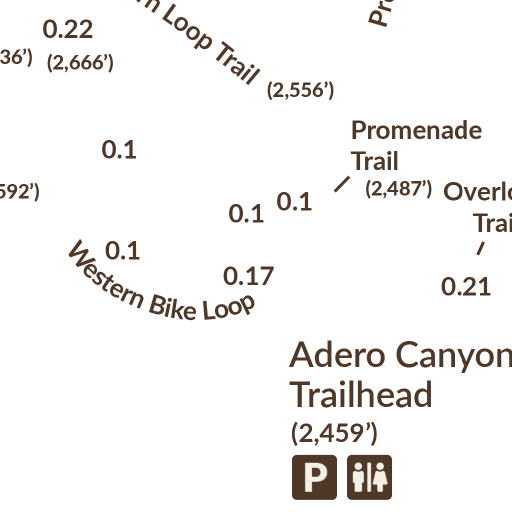 0.22
(2,666’)
Loop Trail
(2,556’)
0.1
Promenade
Trail
(2,487’)
0.1
0.1
0.1
Western Bike Loop
0.17
0.21
Adero Canyon
Trailhead
(2,459’)
P